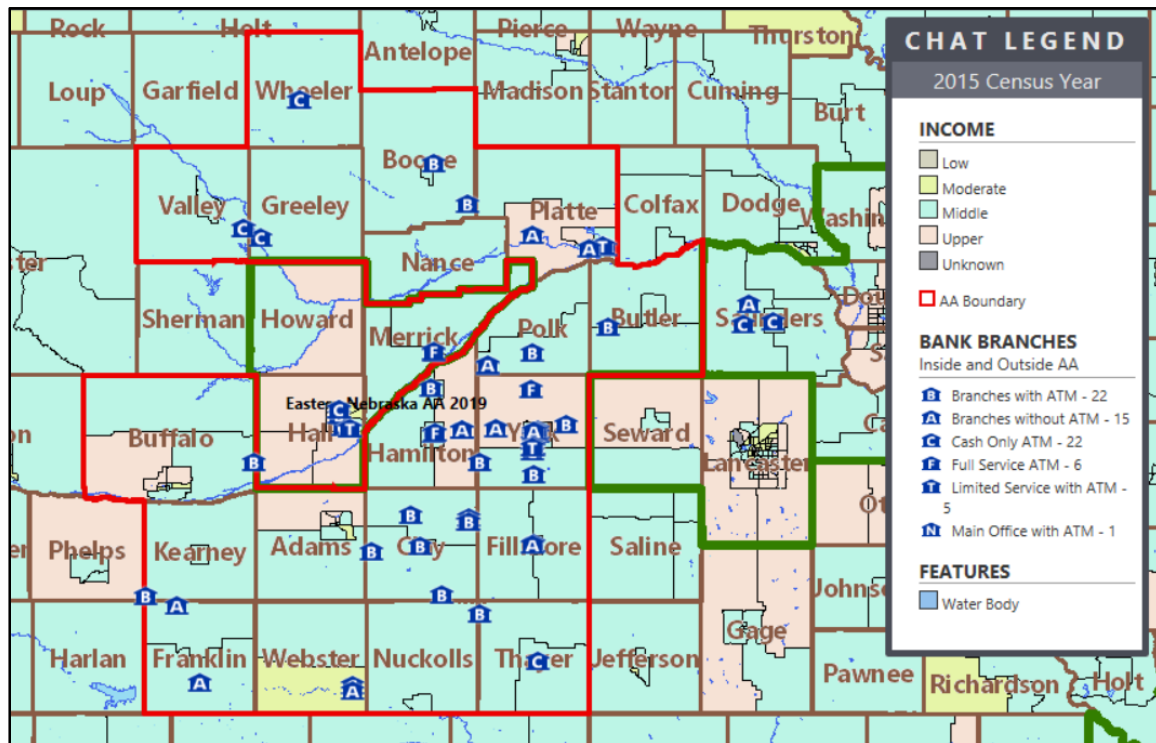 Rock
Holt
Antelope
Pierce
Wayne
Thurston
Loup
Garfield
Wheeler
C
Madison
Stanton
Cuming
Burt
Boone
B
Valley
Greeley
B
Platte
Colfax
Dodge
Washin
C
C
A
A
T
Nance
Sherman
Howard
Merrick
F
Polk
B
Butler
B
Saunders
A
C
C
A
Easter
Nebraska AA 2019
C
T
Hall
Buffalo
B
B
F
A
Hamilton
A
F
A
York
B
T
B
B
Seward
Lancaster
Phelps
Kearney
Adams
B
B
Clay
B
B
Fillmore
A
Saline
Johnso
B
A
B
B
Gage
Harlan
Franklin
A
Webster
A
Nuckolls
Thayer
C
Jefferson
Pawnee
Richardson
Holt
CHAT LEGEND
2015 Census Year
INCOME
Low
Moderate
Middle
Upper
Unknown
AA Boundary
BANK BRANCHES
Inside and Outside AA
B Branches with ATM - 22
A Branches without ATM - 15
C Cash Only ATM - 22
F Full Service ATM - 6
T Limited Service with ATM -
5
N Main Office with ATM - 1
FEATURES
Water Body